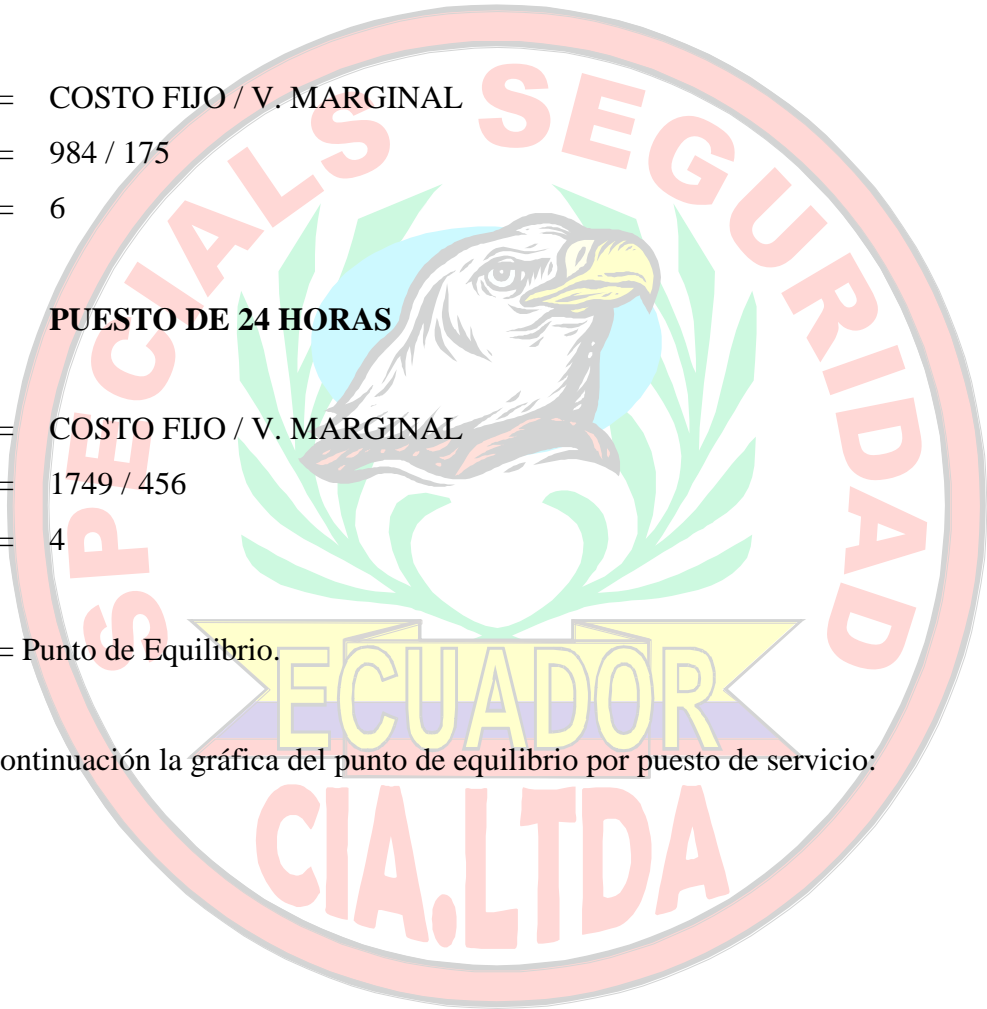 = COSTO FIJO / V. MARGINAL
= 984 / 175
= 6
PUESTO DE 24 HORAS
= COSTO FIJO / V. MARGINAL
= 1749 / 456
= 4
= Punto de Equilibrio.
ontinuación la gráfica del punto de equilibrio por puesto de servicio:
SPECIALS SEGURIDAD
ECUADOR
CIA.LTDA